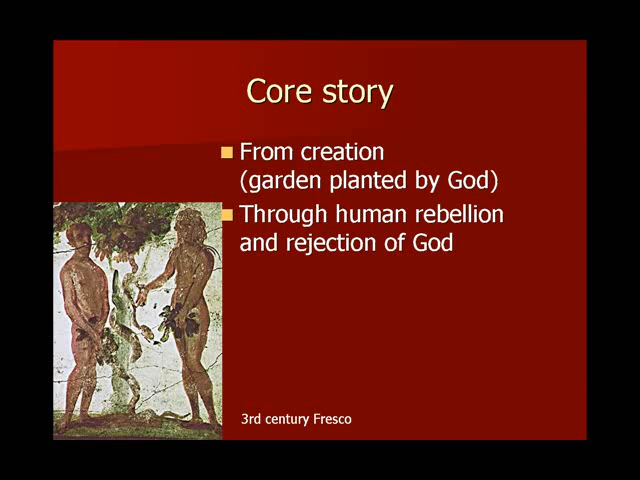 Core story
From creation
(garden planted by God)
Through human rebellion
and rejection of God
3rd century Fresco